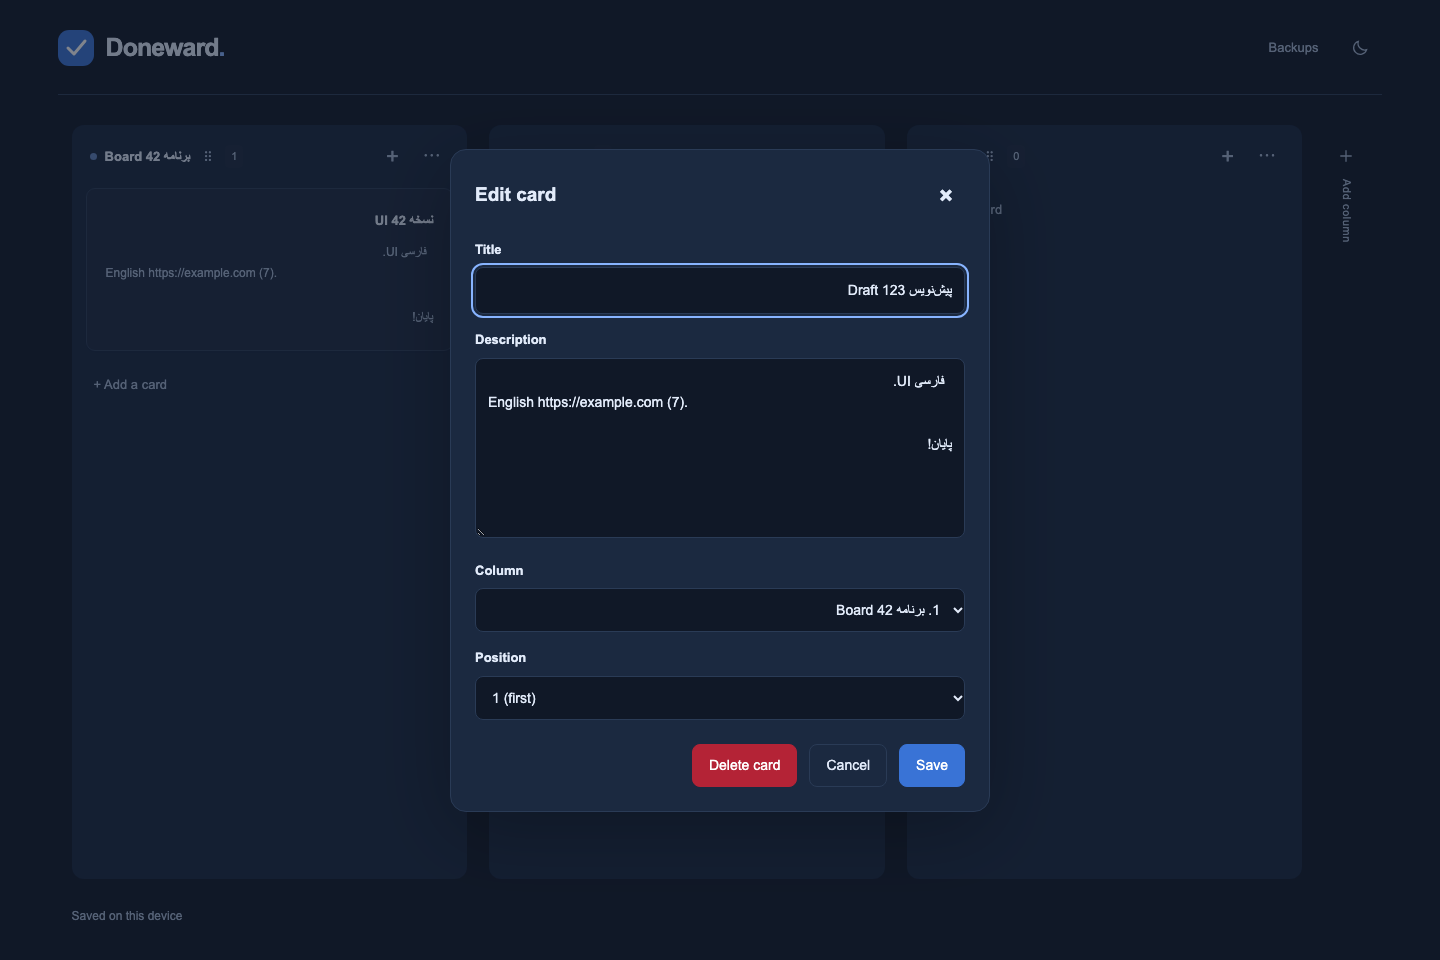 Doneward.
Backups
برنامه Board 42
1
نسخه UI 42
فارسی UI.
English https://example.com (7).
پایان!
+ Add a card
0
rd
Add column
Edit card
Title
پیش‌نویس Draft 123
Description
فارسی UI.
English https://example.com (7).
پایان!
Column
1. برنامه Board 42
Position
1 (first)
Delete card
Cancel
Save
Saved on this device